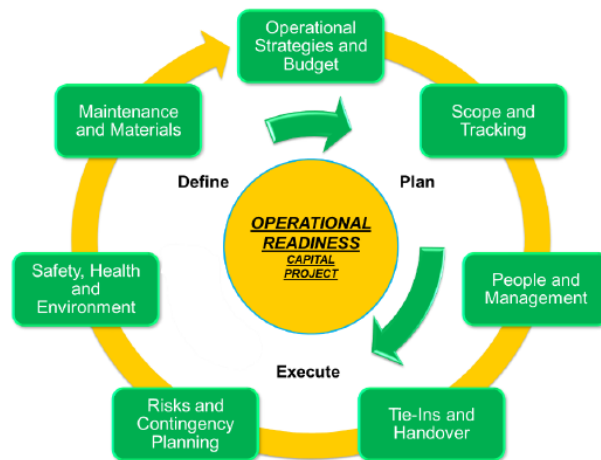 Operational
Strategies and
Budget
Maintenance
and Materials
Scope and
Tracking
Define
Plan
OPERATIONAL
READINESS
CAPITAL
PROJECT
Safety, Health
and
Environment
People and
Management
Execute
Risks and
Contingency
Planning
Tie-Ins and
Handover